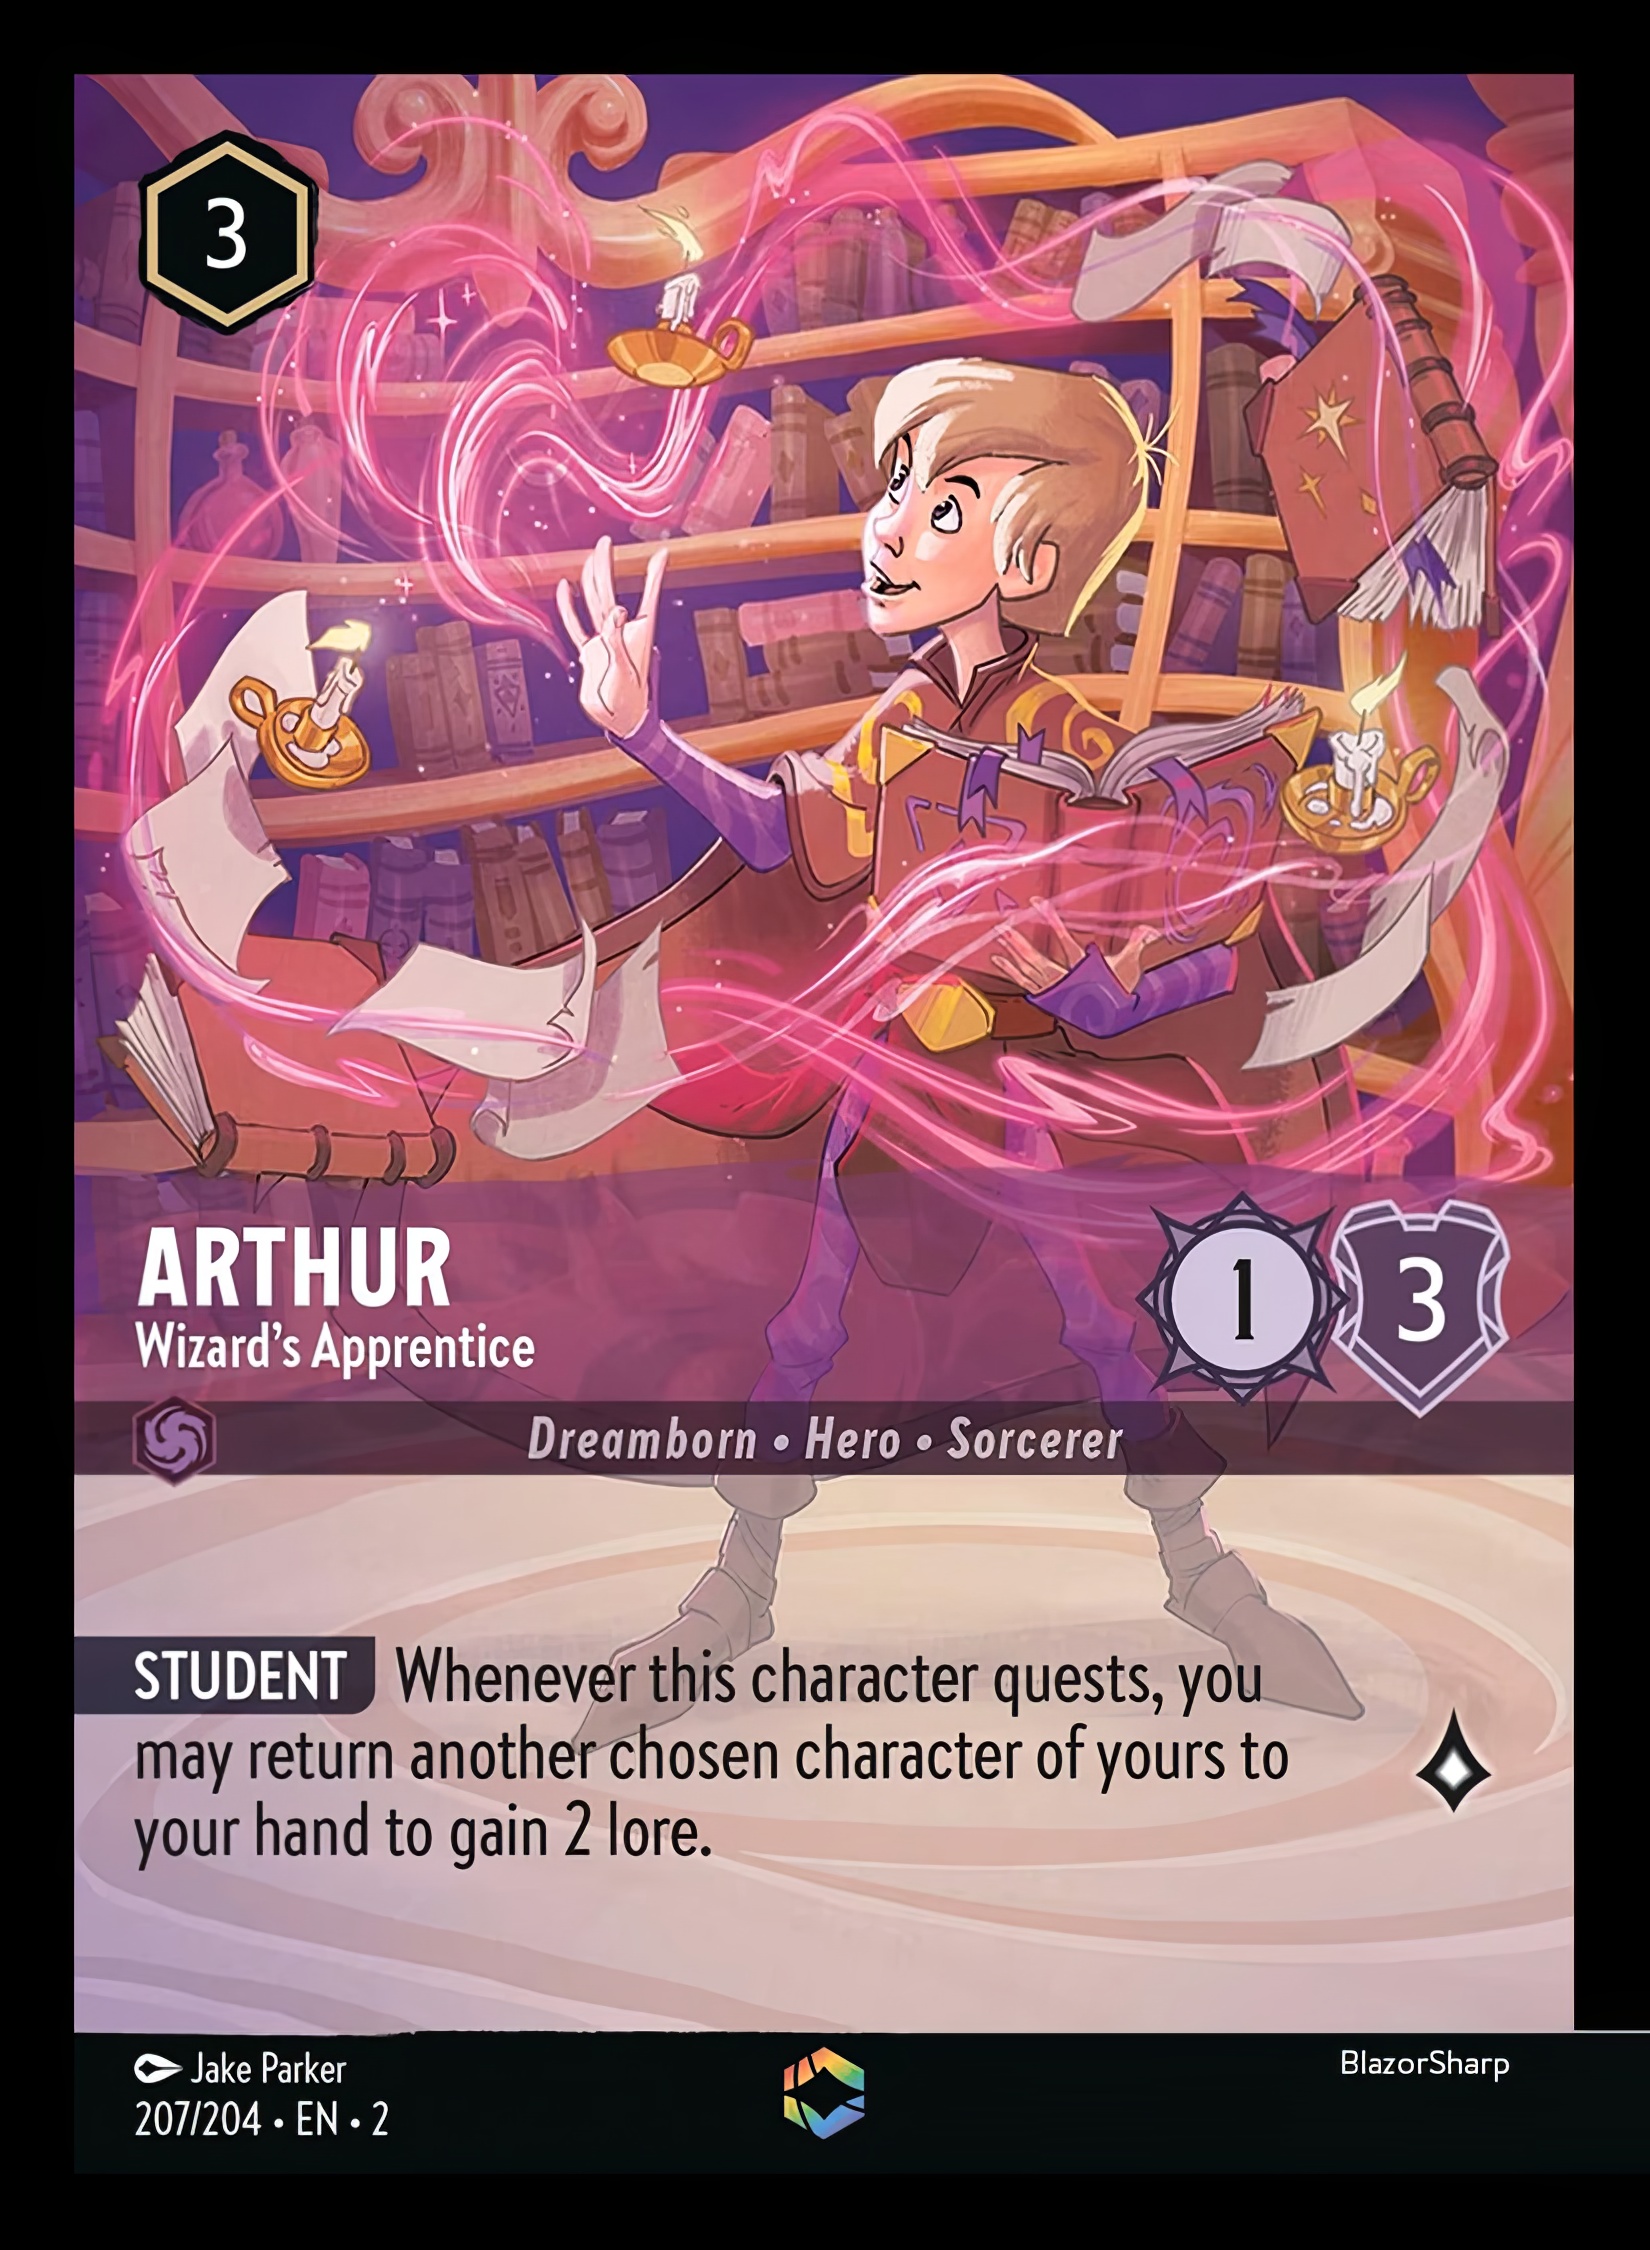 3
ARTHUR
Wizard's Apprentice
1 3
Dreamborn • Hero • Sorcerer
STUDENT Whenever this character quests, you
may return another chosen character of yours to
your hand to gain 2 lore.
Jake Parker
BlazorSharp
207/204 • EN • 2